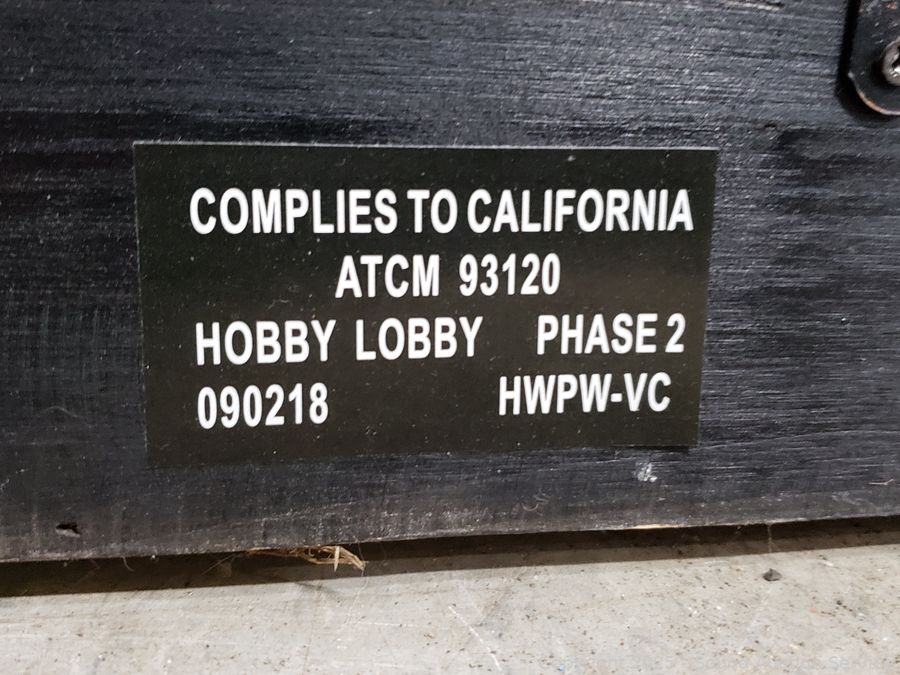 COMPLIES TO CALIFORNIA
ATCM 93120
HOBBY LOBBY PHASE 2
090218 HWPW-VC